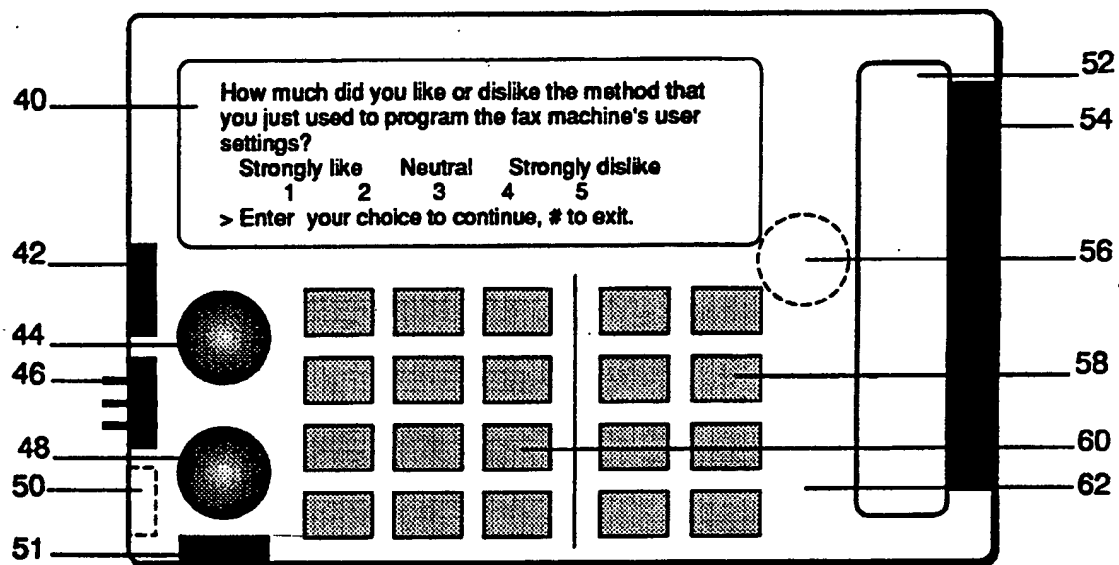 How much did you like or dislike the method that
you just used to program the fax machine's user
settings?
Strongly like Neutral Strongly dislike
1 2 3 4 5
> Enter your choice to continue, # to exit.
40
42
44
46
48
50
51
52
54
56
58
60
62